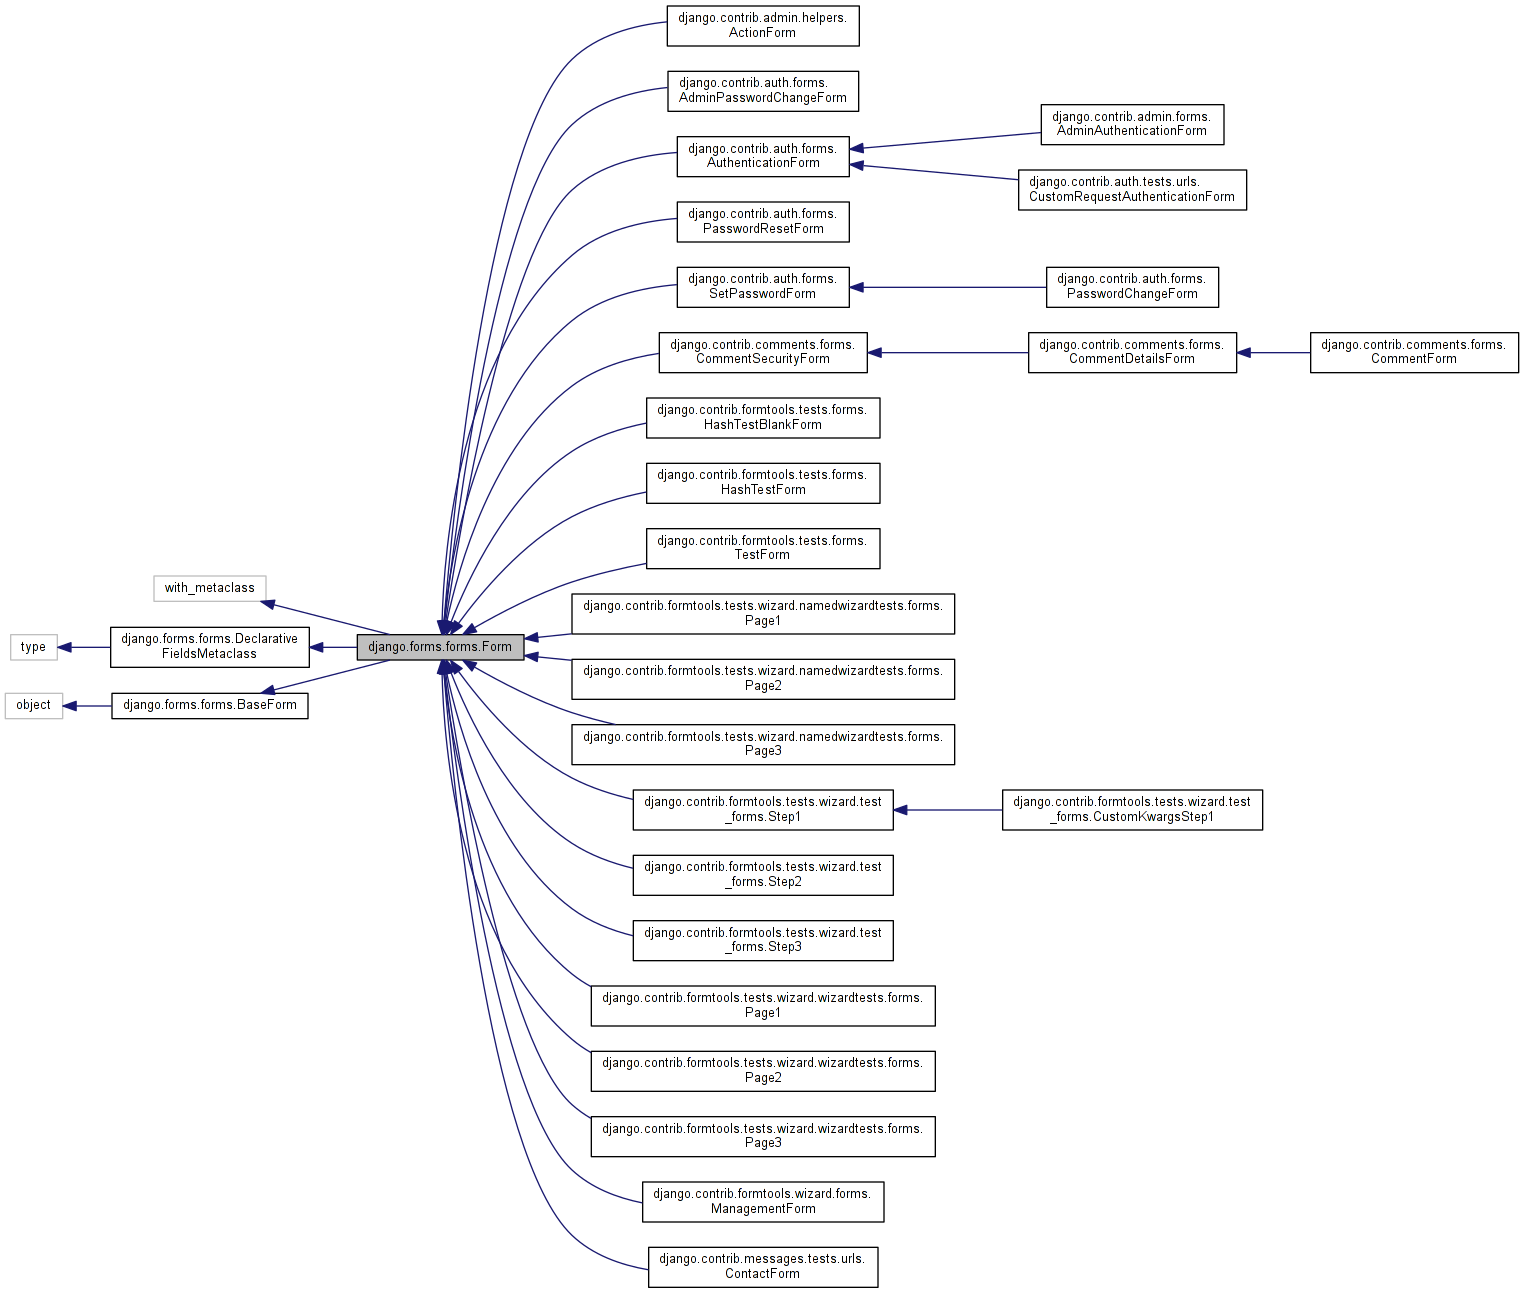 django.contrib.admin.helpers.
ActionForm
django.contrib.auth.forms.
AdminPasswordChangeForm
django.contrib.auth.forms.
AuthenticationForm
django.contrib.admin.forms.
AdminAuthenticationForm
django.contrib.auth.tests.urls.
CustomRequestAuthenticationForm
django.contrib.auth.forms.
PasswordResetForm
django.contrib.auth.forms.
SetPasswordForm
django.contrib.auth.forms.
PasswordChangeForm
django.contrib.comments.forms.
CommentSecurityForm
django.contrib.comments.forms.
CommentDetailsForm
django.contrib.comments.forms.
CommentForm
django.contrib.formtools.tests.forms.
HashTestBlankForm
django.contrib.formtools.tests.forms.
HashTestForm
django.contrib.formtools.tests.forms.
TestForm
with_metaclass
type
django.forms.forms.Declarative
FieldsMetaclass
django.forms.forms.Form
object
django.forms.forms.BaseForm
django.contrib.formtools.tests.wizard.namedwizardtests.forms.
Page1
django.contrib.formtools.tests.wizard.namedwizardtests.forms.
Page2
django.contrib.formtools.tests.wizard.namedwizardtests.forms.
Page3
django.contrib.formtools.tests.wizard.test
_forms.Step1
django.contrib.formtools.tests.wizard.test
_forms.CustomKwargsStep1
django.contrib.formtools.tests.wizard.test
_forms.Step2
django.contrib.formtools.tests.wizard.test
_forms.Step3
django.contrib.formtools.tests.wizard.wizardtests.forms.
Page1
django.contrib.formtools.tests.wizard.wizardtests.forms.
Page2
django.contrib.formtools.tests.wizard.wizardtests.forms.
Page3
django.contrib.formtools.wizard.forms.
ManagementForm
django.contrib.messages.tests.urls.
ContactForm